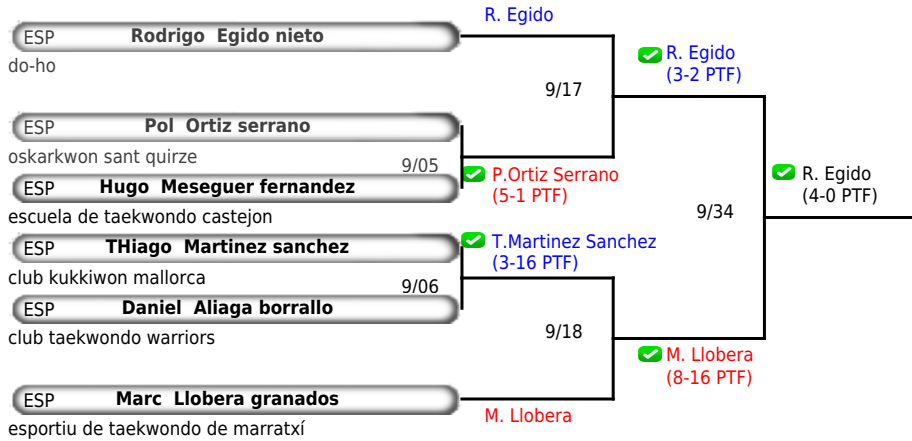 R. Egido
ESP Rodrigo Egido nieto
do-ho
R. Egido
(3-2 PTF)
9/17
ESP Pol Ortiz serrano
oskarkwon sant quirze
9/05
P.Ortiz Serrano
(5-1 PTF)
ESP Hugo Meseguer fernandez
escuela de taekwondo castejon
R. Egido
(4-0 PTF)
9/34
ESP THiago Martinez sanchez
club kukkiwon mallorca
T.Martinez Sanchez
(3-16 PTF)
9/06
ESP Daniel Aliaga borrallo
club taekwondo warriors
9/18
M. Llobera
(8-16 PTF)
ESP Marc Llobera granados
esportiu de taekwondo de marratxí
M. Llobera